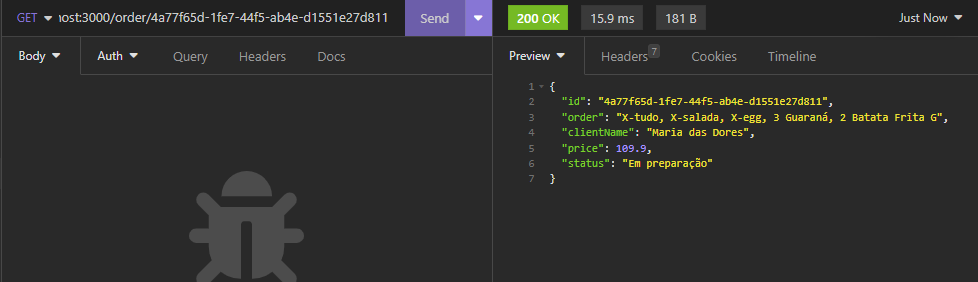 GET ıost:3000/order/4a77f65d-1fe7-44f5-ab4e-d1551e27d811 Send 200 OK 15.9 ms 181 B Just Now
Body Auth Query Headers Docs Preview Headers 7 Cookies Timeline
1 {
2 "id": "4a77f65d-1fe7-44f5-ab4e-d1551e27d811",
3 "order": "X-tudo, X-salada, X-egg, 3 Guaraná, 2 Batata Frita G",
4 "clientName": "Maria das Dores",
5 "price": 109.9,
6 "status": "Em preparação"
7 }